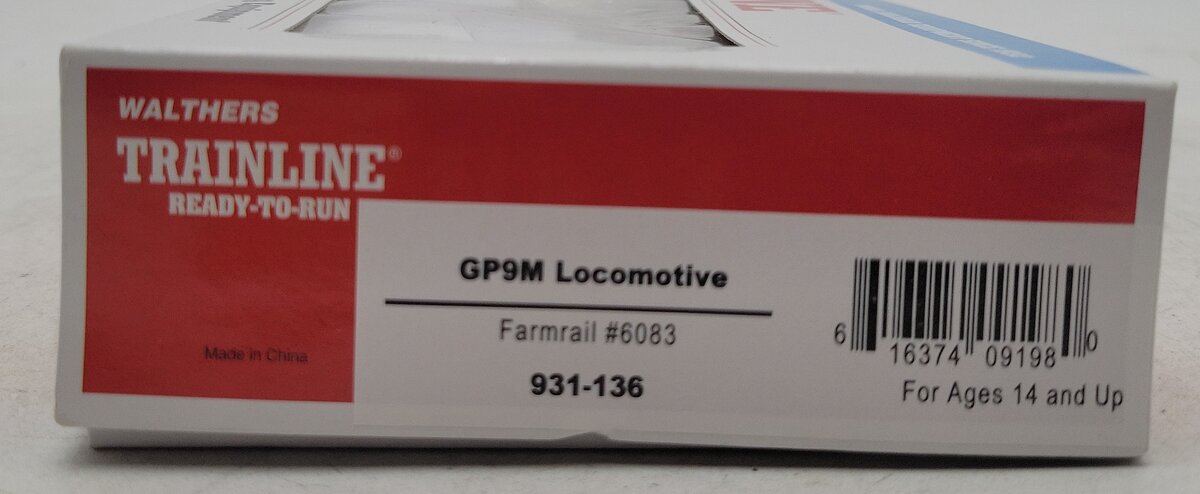 WALTHERS
TRAINLINE®
READY-TO-RUN
GP9M Locomotive
Farmrail #6083
931-136
Made in China
6 16374 09198 0
For Ages 14 and Up